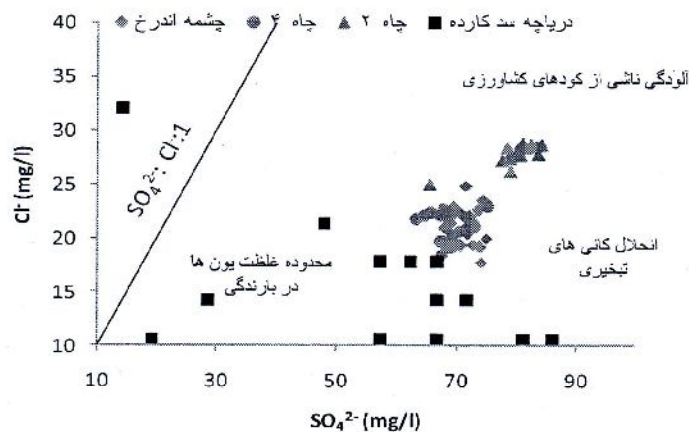 چشمه اندرخ چاه ۴ چاه ۲ دریاچه سد کارده
آلودگی ناشی از کودهای کشاورزی
SO₄²⁻: Cl⁻:1
انحلال کانی های
تبخیری
محدوده غلظت یون ها
در بارندگی
Cl⁻ (mg/l)
40
35
30
25
20
15
10
10 30 50 70 90
SO₄²⁻ (mg/l)